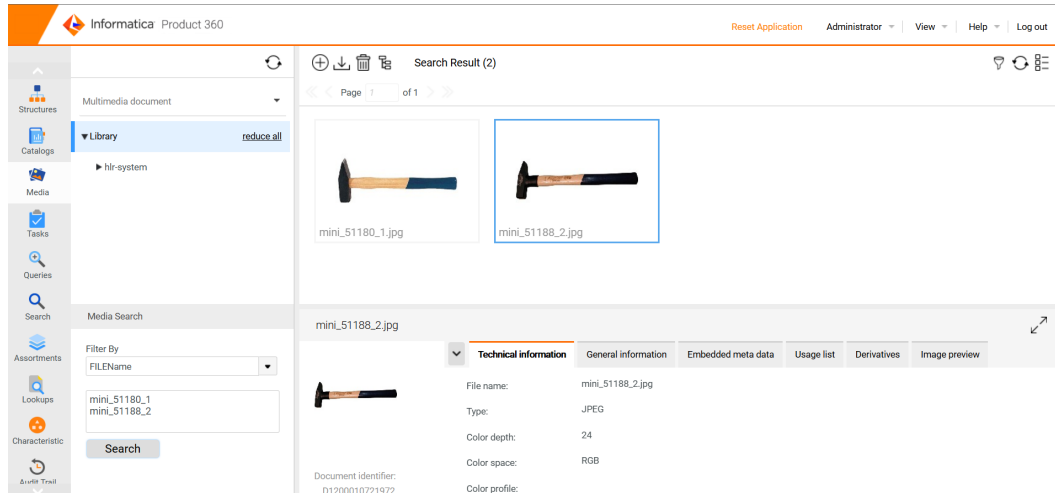 Informatica Product 360
Reset Application Administrator View Help Log out
Structures
Catalogs
Media
Tasks
Queries
Search
Assortments
Lookups
Characteristic
Audit Trail
Multimedia document
Library reduce all
hlr-system
Media Search
Filter By
FILEName
mini_51180_1
mini_51188_2
Search
Search Result (2)
Page 1 of 1
mini_51180_1.jpg
mini_51188_2.jpg
mini_51188_2.jpg
Technical information General information Embedded meta data Usage list Derivatives Image preview
File name: mini_51188_2.jpg
Type: JPEG
Color depth: 24
Color space: RGB
Color profile:
Document identifier:
D1200010721972